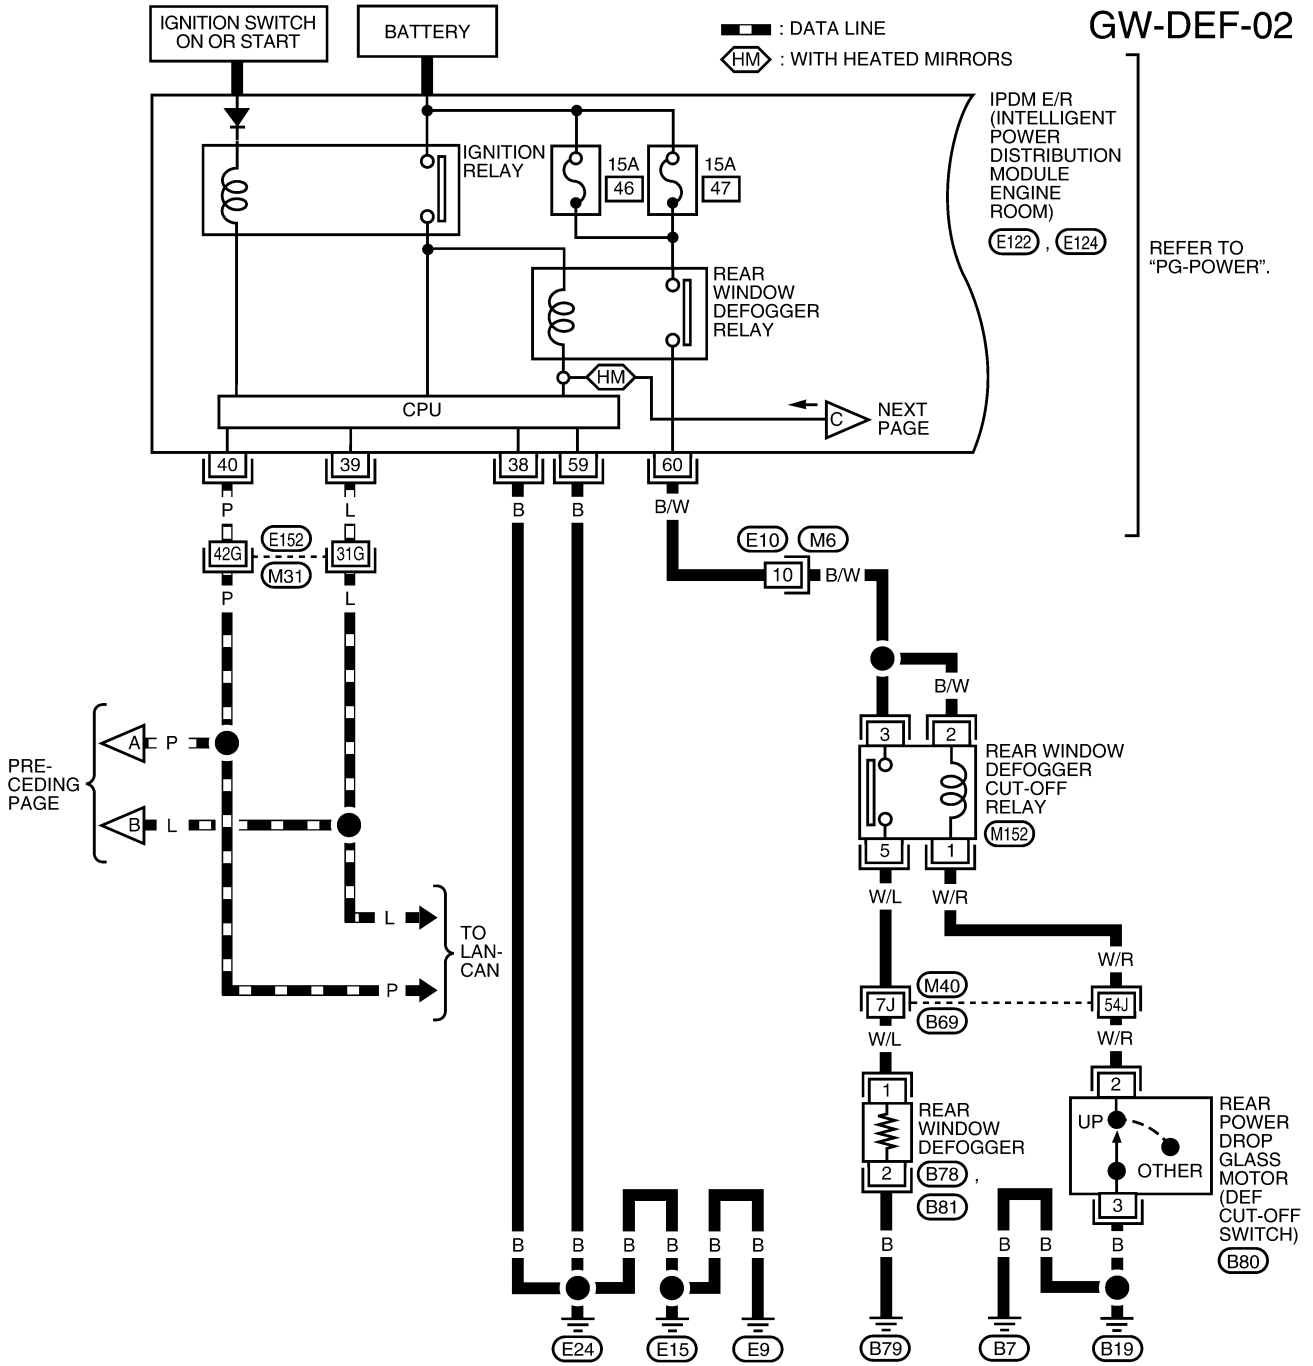 IGNITION SWITCH
ON OR START
BATTERY
: DATA LINE
HM : WITH HEATED MIRRORS
GW-DEF-02
IPDM E/R
(INTELLIGENT
POWER
DISTRIBUTION
MODULE
ENGINE
ROOM)
E122 , E124
REFER TO
“PG-POWER”.
IGNITION
RELAY
15A
46
15A
47
REAR
WINDOW
DEFOGGER
RELAY
HM
CPU
C
NEXT
PAGE
40 39 38 59 60
P L B B B/W
42G E152 31G
M31
P L
E10 M6
10 B/W
B/W
PRE-
CEDING
PAGE
A P
B L
3 2
REAR WINDOW
DEFOGGER
CUT-OFF
RELAY
M152
5 1
W/L W/R
L
P
TO
LAN-
CAN
W/R
7J M40 54J
B69
W/L W/R
1 2
REAR
WINDOW
DEFOGGER
B78 ,
B81
2
UP
OTHER
3
REAR
POWER
DROP
GLASS
MOTOR
(DEF
CUT-OFF
SWITCH)
B80
B B B B B B B B B B
E24 E15 E9 B79 B7 B19